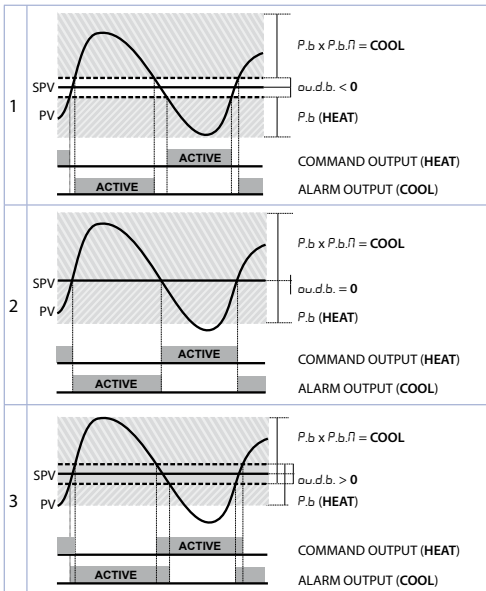 1
P.b x P.b.M = COOL
SPV
ou.d.b. < 0
PV
P.b (HEAT)
ACTIVE
COMMAND OUTPUT (HEAT)
ACTIVE
ALARM OUTPUT (COOL)
2
P.b x P.b.M = COOL
SPV
ou.d.b. = 0
PV
P.b (HEAT)
ACTIVE
COMMAND OUTPUT (HEAT)
ACTIVE
ALARM OUTPUT (COOL)
3
P.b x P.b.M = COOL
SPV
ou.d.b. > 0
PV
P.b (HEAT)
ACTIVE
COMMAND OUTPUT (HEAT)
ACTIVE
ALARM OUTPUT (COOL)